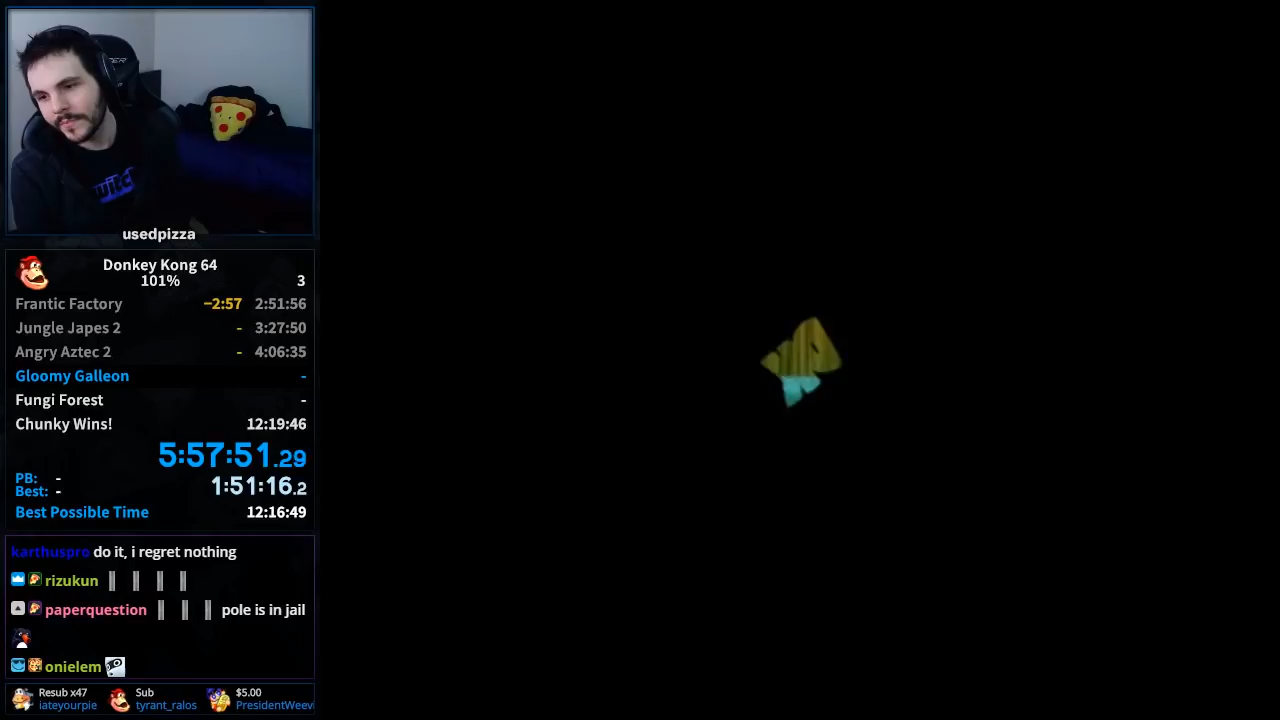 usedpizza
Donkey Kong 64
101% 3
Frantic Factory −2:57 2:51:56
Jungle Japes 2 - 3:27:50
Angry Aztec 2 - 4:06:35
Gloomy Galleon -
Fungi Forest -
Chunky Wins! 12:19:46
5:57:51.29
PB: - 
Best: - 1:51:16.2
Best Possible Time 12:16:49
karthuspro do it, i regret nothing
rizukun
paperquestion pole is in jail
onielem
Resub x47 Sub $5.00
iateyourpie tyrant_ralos PresidentWeevi